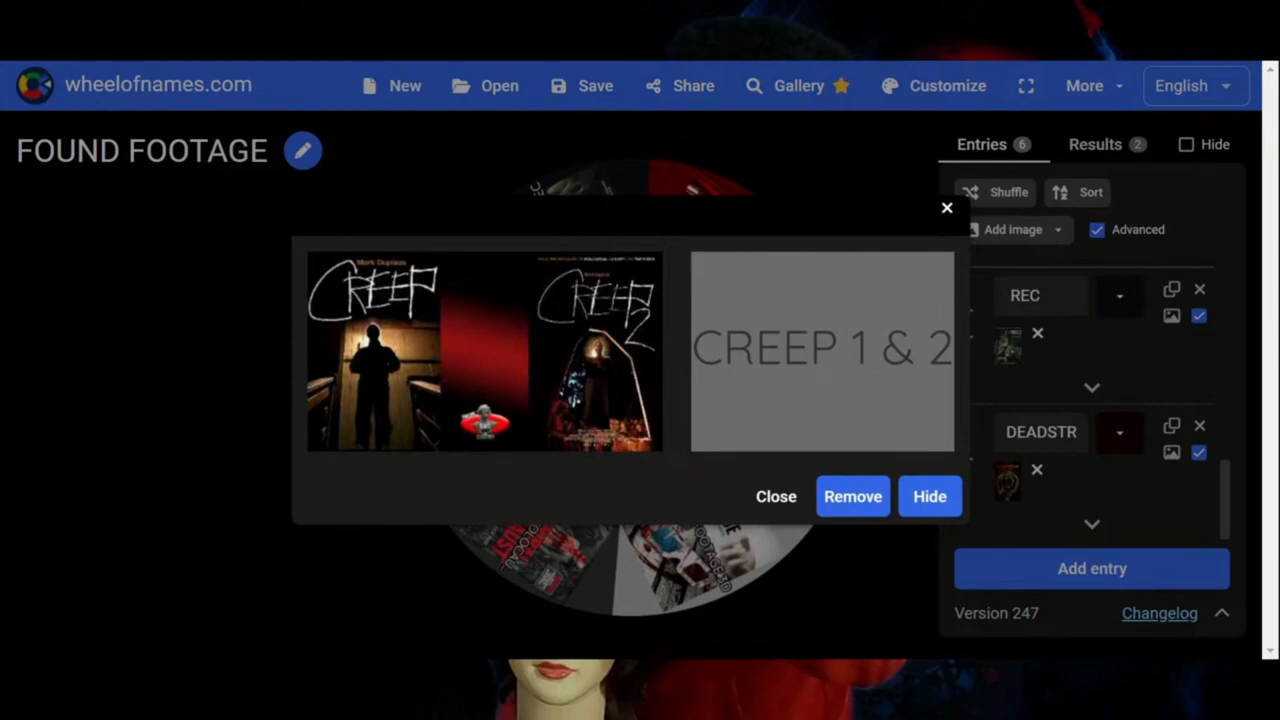 wheelofnames.com
New
Open
Save
Share
Gallery
Customize
More
English
FOUND FOOTAGE
Entries 6
Results 2
Hide
Shuffle
Sort
Add image
Advanced
REC
DEADSTR
Mark Duplass
CREEP
CREEP
2
CREEP 1 & 2
Close
Remove
Hide
FOOTAGE 3D
Add entry
Version 247
Changelog